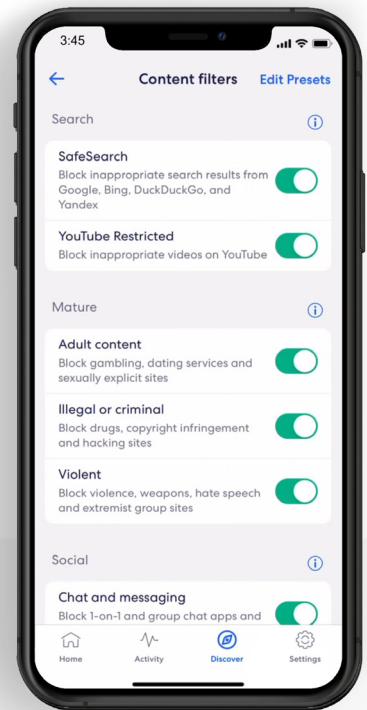 3:45
Content filters
Edit Presets
Search
SafeSearch
Block inappropriate search results from
Google, Bing, DuckDuckGo, and
Yandex
YouTube Restricted
Block inappropriate videos on YouTube
Mature
Adult content
Block gambling, dating services and
sexually explicit sites
Illegal or criminal
Block drugs, copyright infringement
and hacking sites
Violent
Block violence, weapons, hate speech
and extremist group sites
Social
Chat and messaging
Block 1-on-1 and group chat apps and
Home
Activity
Discover
Settings